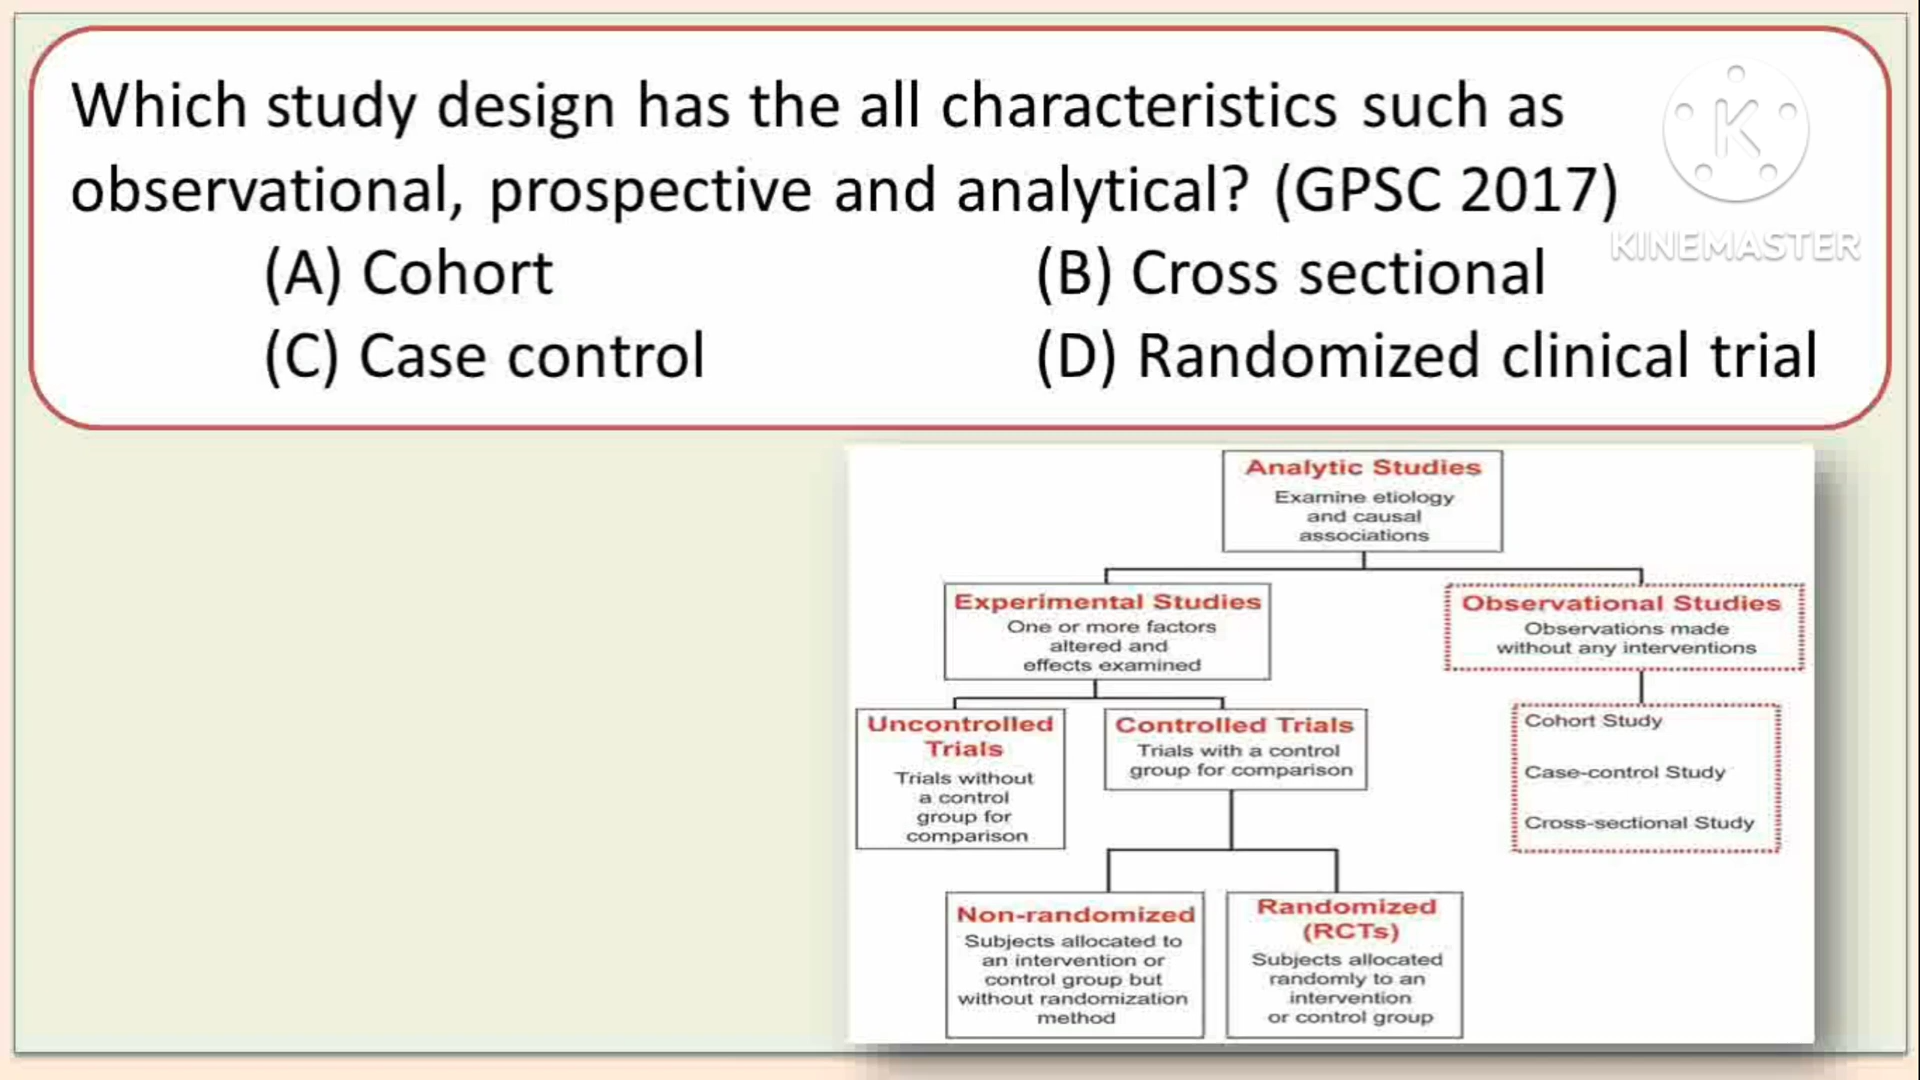 Which study design has the all characteristics such as
observational, prospective and analytical? (GPSC 2017)
(A) Cohort (B) Cross sectional
(C) Case control (D) Randomized clinical trial
K
KINEMASTER
Analytic Studies
Examine etiology
and causal
associations
Experimental Studies
One or more factors
altered and
effects examined
Observational Studies
Observations made
without any interventions
Uncontrolled
Trials
Trials without
a control
group for
comparison
Controlled Trials
Trials with a control
group for comparison
Cohort Study
Case-control Study
Cross-sectional Study
Non-randomized
Subjects allocated to
an intervention or
control group but
without randomization
method
Randomized
(RCTs)
Subjects allocated
randomly to an
intervention
or control group